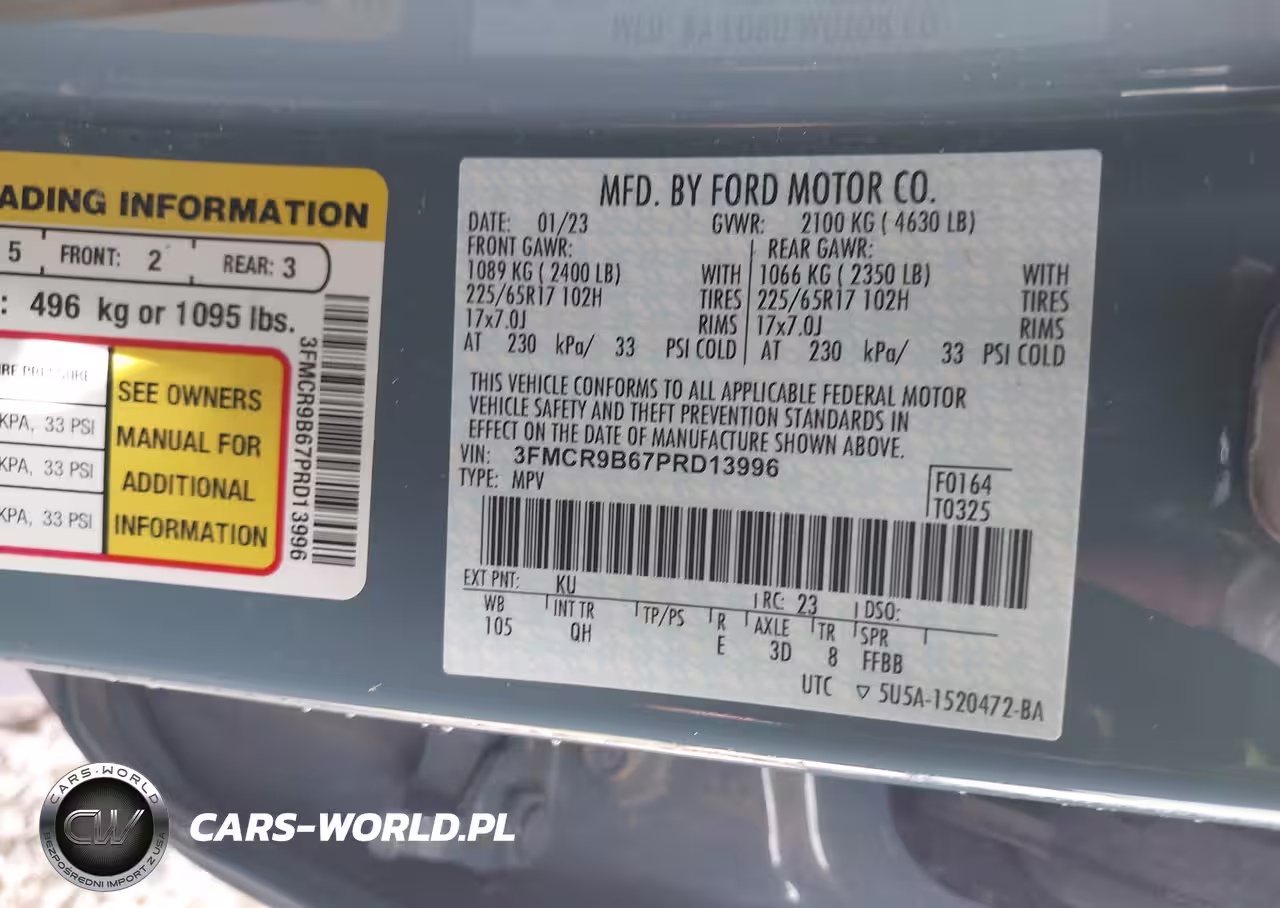 ADING INFORMATION
5 FRONT: 2 REAR: 3
: 496 kg or 1095 lbs.
PRESSURE
KPA, 33 PSI
KPA, 33 PSI
KPA, 33 PSI
SEE OWNERS
MANUAL FOR
ADDITIONAL
INFORMATION
3FMCR9B67PRD13996
MFD. BY FORD MOTOR CO.
DATE: 01/23 GVWR: 2100 KG ( 4630 LB)
FRONT GAWR: REAR GAWR:
1089 KG ( 2400 LB) WITH 1066 KG ( 2350 LB) WITH
225/65R17 102H TIRES 225/65R17 102H TIRES
17x7.0J RIMS 17x7.0J RIMS
AT 230 kPa/ 33 PSI COLD AT 230 kPa/ 33 PSI COLD
THIS VEHICLE CONFORMS TO ALL APPLICABLE FEDERAL MOTOR
VEHICLE SAFETY AND THEFT PREVENTION STANDARDS IN
EFFECT ON THE DATE OF MANUFACTURE SHOWN ABOVE.
VIN: 3FMCR9B67PRD13996
TYPE: MPV
F0164
T0325
EXT PNT: KU RC: 23 DSO:
WB INT TR TP/PS R AXLE TR SPR
105 QH E 3D 8 FFBB
UTC ▽ 5U5A-1520472-BA
CARS-WORLD
CW
BEZPOŚREDNI IMPORT Z USA
CARS-WORLD.PL